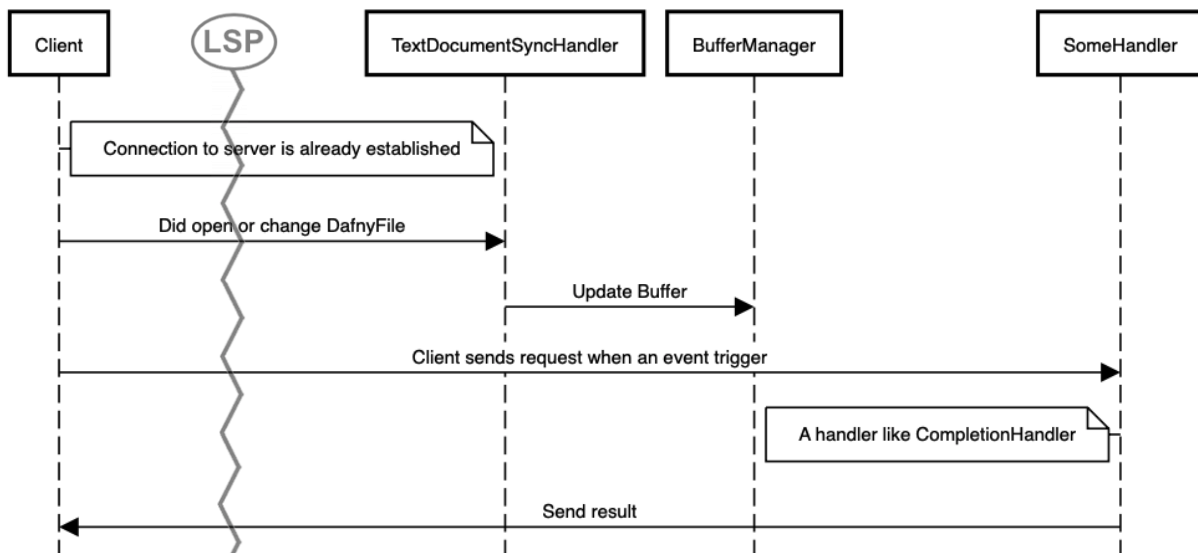 Client
LSP
TextDocumentSyncHandler
BufferManager
SomeHandler
Connection to server is already established
Did open or change DafnyFile
Update Buffer
Client sends request when an event trigger
A handler like CompletionHandler
Send result